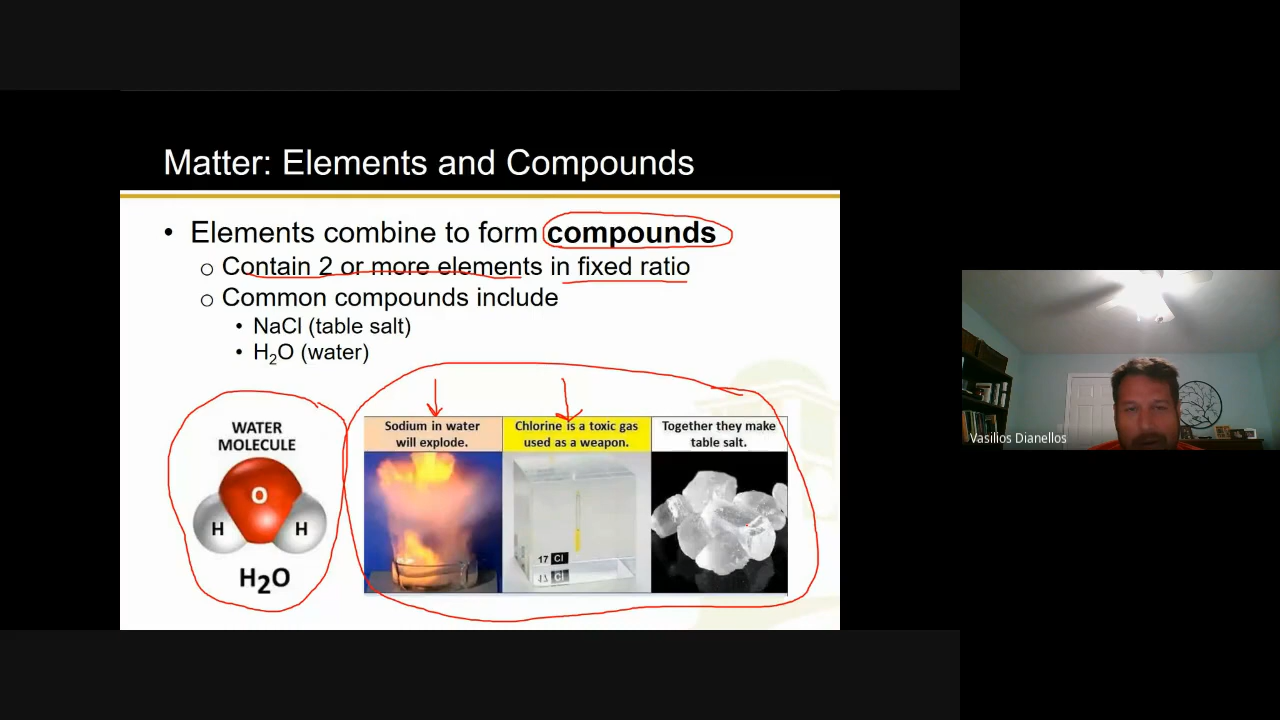 Matter: Elements and Compounds
• Elements combine to form compounds
o Contain 2 or more elements in fixed ratio
o Common compounds include
• NaCl (table salt)
• H₂O (water)
WATER
MOLECULE
O
H H
H₂O
Sodium in water
will explode.
Chlorine is a toxic gas
used as a weapon.
17 Cl
17 Cl
Together they make
table salt.
Vasilios Dianellos